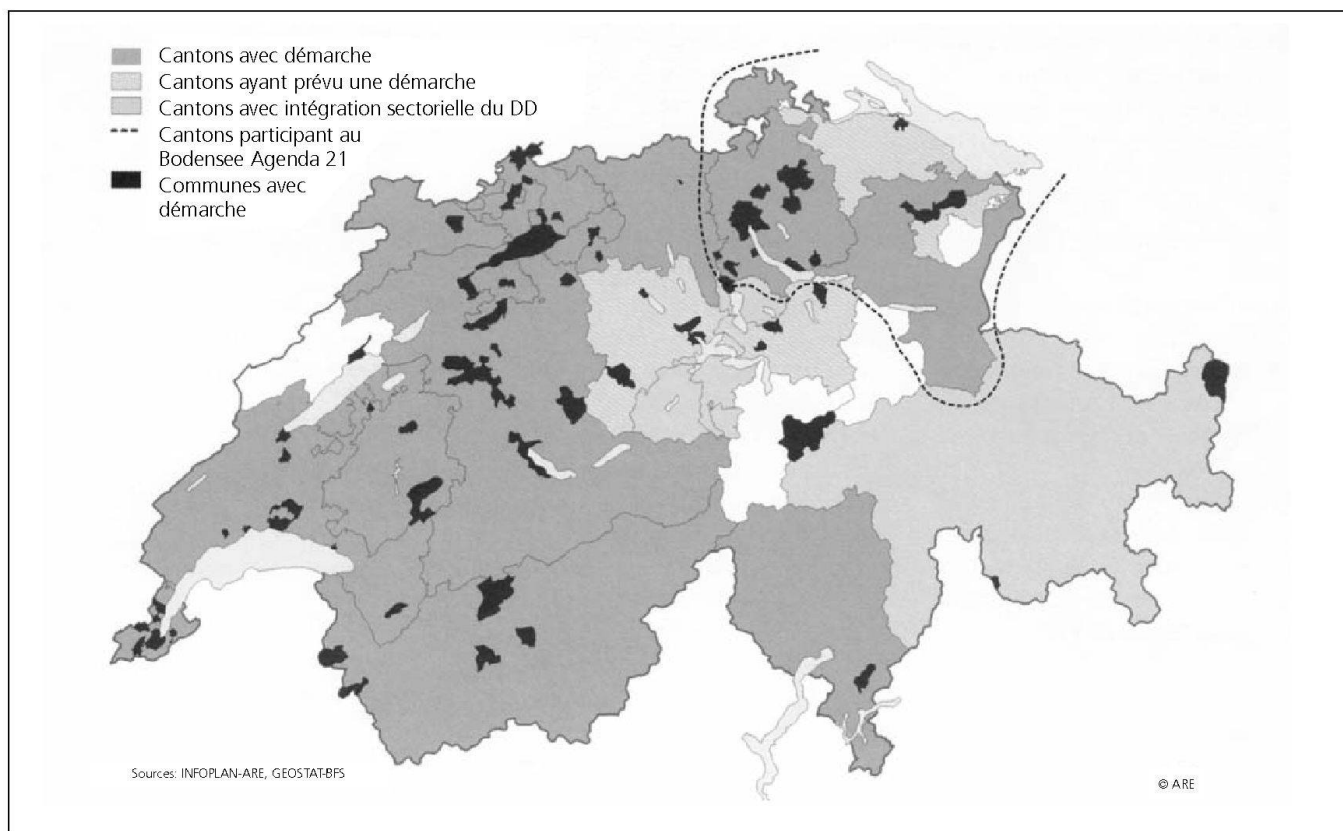 Cantons avec démarche
Cantons ayant prévu une démarche
Cantons avec intégration sectorielle du DD
Cantons participant au
Bodensee Agenda 21
Communes avec
démarche
Sources: INFOPLAN-ARE, GEOSTAT-BFS
© ARE